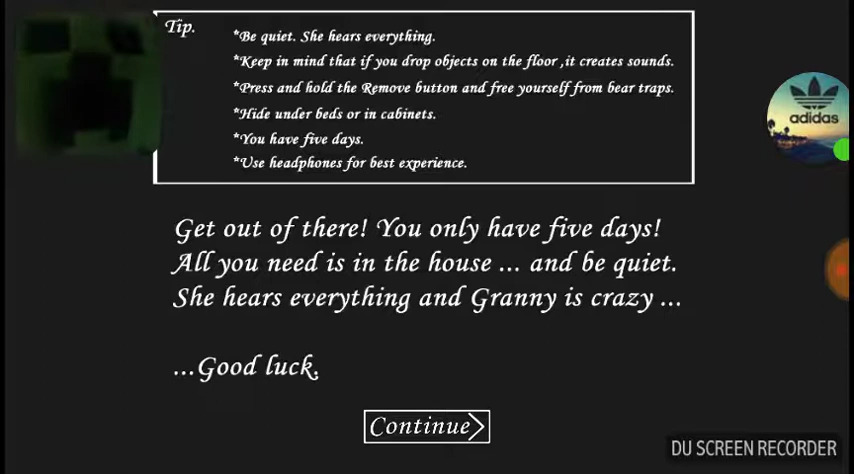 Tip.
*Be quiet. She hears everything.
*Keep in mind that if you drop objects on the floor ,it creates sounds.
*Press and hold the Remove button and free yourself from bear traps.
*Hide under beds or in cabinets.
*You have five days.
*Use headphones for best experience.
adidas
Get out of there! You only have five days!
All you need is in the house ... and be quiet.
She hears everything and Granny is crazy ...
...Good luck.
Continue
DU SCREEN RECORDER